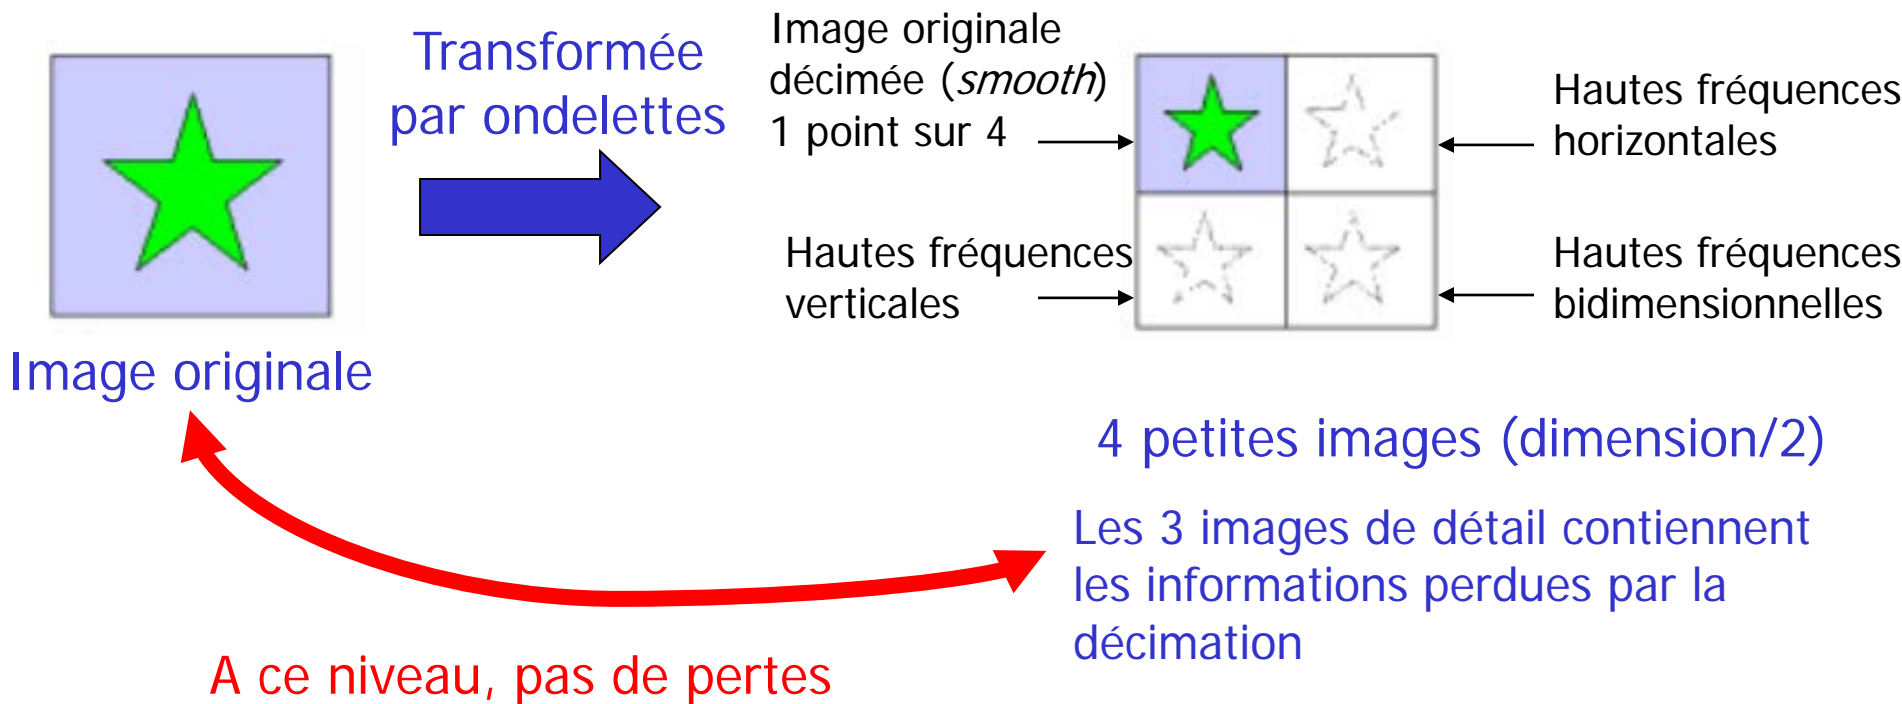 Transformée
par ondelettes
Image originale
décimée (smooth)
1 point sur 4
Hautes fréquences
horizontales
Hautes fréquences
verticales
Hautes fréquences
bidimensionnelles
Image originale
4 petites images (dimension/2)
Les 3 images de détail contiennent
les informations perdues par la
décimation
A ce niveau, pas de pertes